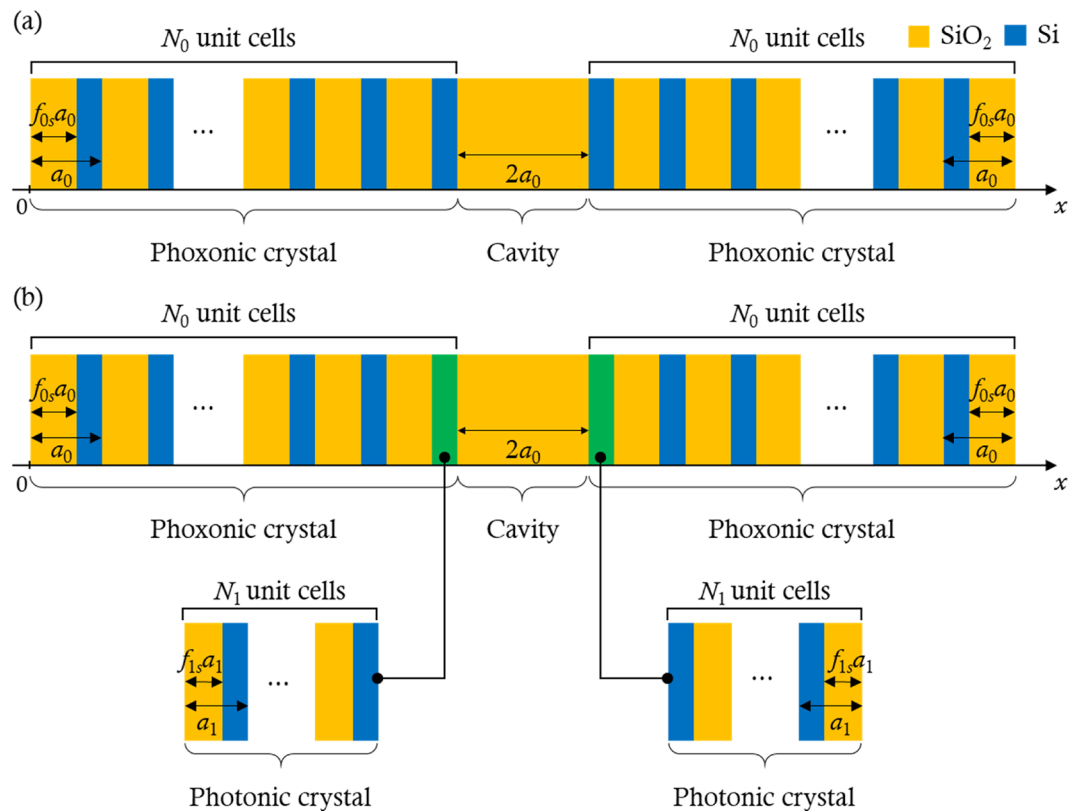 (a)
N₀ unit cells
N₀ unit cells
SiO₂
Si
f₀ₛa₀
...
...
f₀ₛa₀
a₀
2a₀
a₀
0
x
Phoxonic crystal
Cavity
Phoxonic crystal
(b)
N₀ unit cells
N₀ unit cells
f₀ₛa₀
...
...
f₀ₛa₀
a₀
2a₀
a₀
0
x
Phoxonic crystal
Cavity
Phoxonic crystal
N₁ unit cells
N₁ unit cells
f₁ₛa₁
...
...
f₁ₛa₁
a₁
a₁
Photonic crystal
Photonic crystal